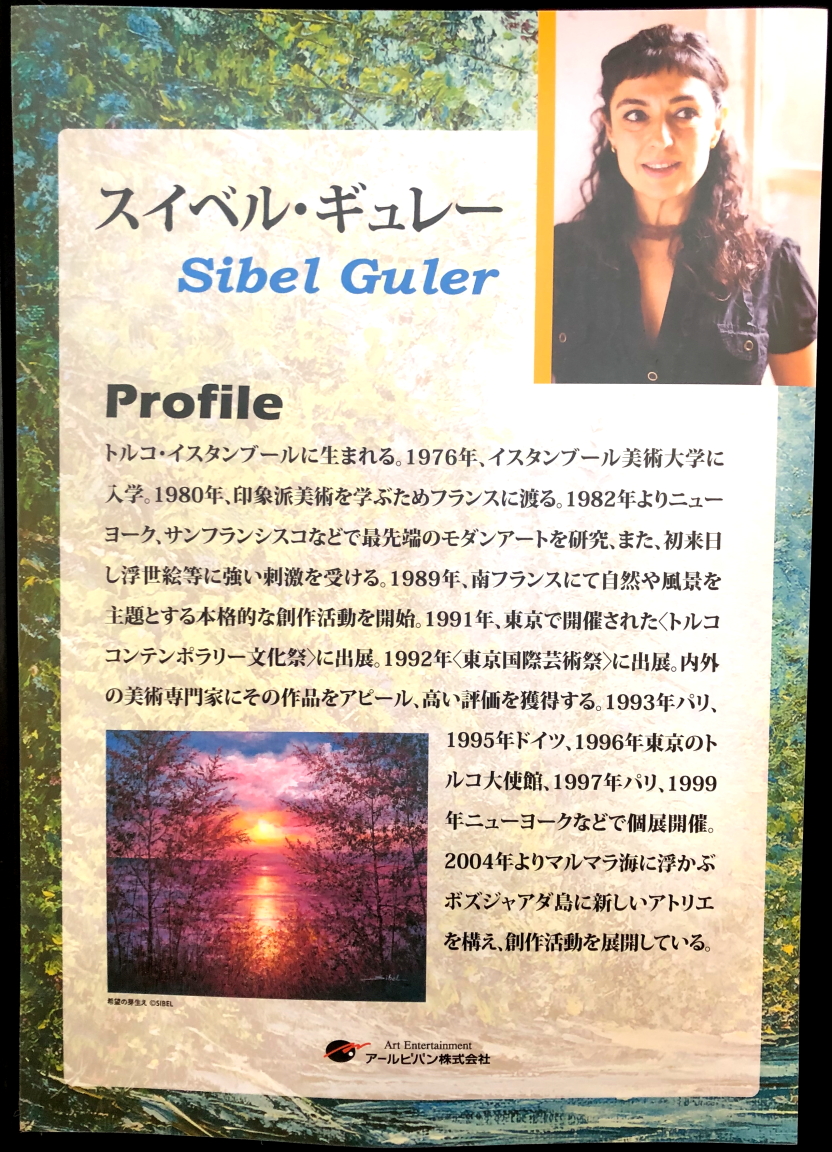 スイベル・ギュレー
Sibel Guler
Profile
トルコ・イスタンブールに生まれる。1976年、イスタンブール美術大学に
入学。1980年、印象派美術を学ぶためフランスに渡る。1982年よりニュー
ヨーク、サンフランシスコなどで最先端のモダンアートを研究、また、初来日
し浮世絵等に強い刺激を受ける。1989年、南フランスにて自然や風景を
主題とする本格的な創作活動を開始。1991年、東京で開催された〈トルコ
コンテンポラリー文化祭〉に出展。1992年〈東京国際芸術祭〉に出展。内外
の美術専門家にその作品をアピール、高い評価を獲得する。1993年パリ、
1995年ドイツ、1996年東京のト
ルコ大使館、1997年パリ、1999
年ニューヨークなどで個展開催。
2004年よりマルマラ海に浮かぶ
ボズジャアダ島に新しいアトリエ
を構え、創作活動を展開している。
Sibel
希望の芽生え ©SIBEL
Art Entertainment
アールビバン株式会社